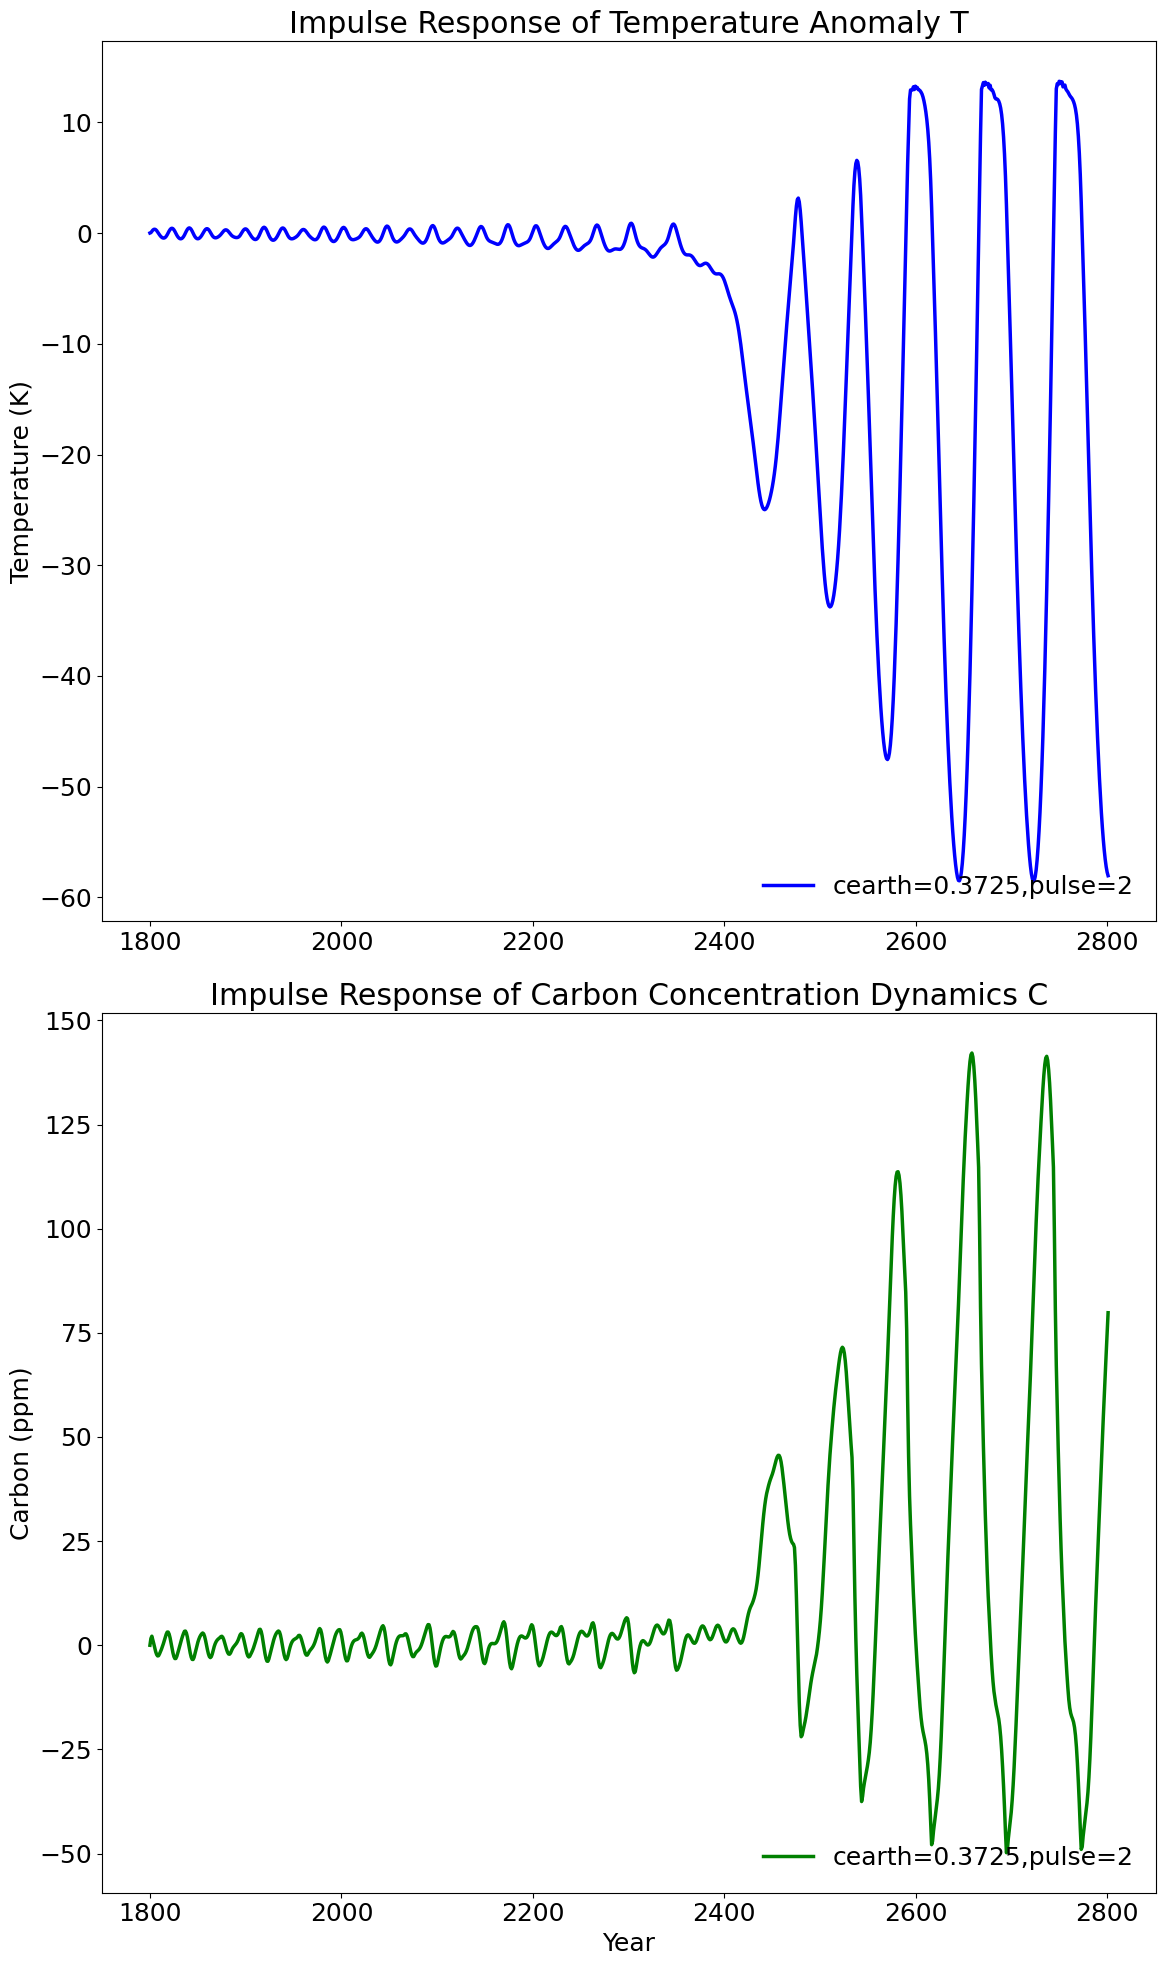 Impulse Response of Temperature Anomaly T
Temperature (K)
10
0
−10
−20
−30
−40
−50
−60
cearth=0.3725,pulse=2
1800 2000 2200 2400 2600 2800
Impulse Response of Carbon Concentration Dynamics C
Carbon (ppm)
150
125
100
75
50
25
0
−25
−50
cearth=0.3725,pulse=2
1800 2000 2200 2400 2600 2800
Year